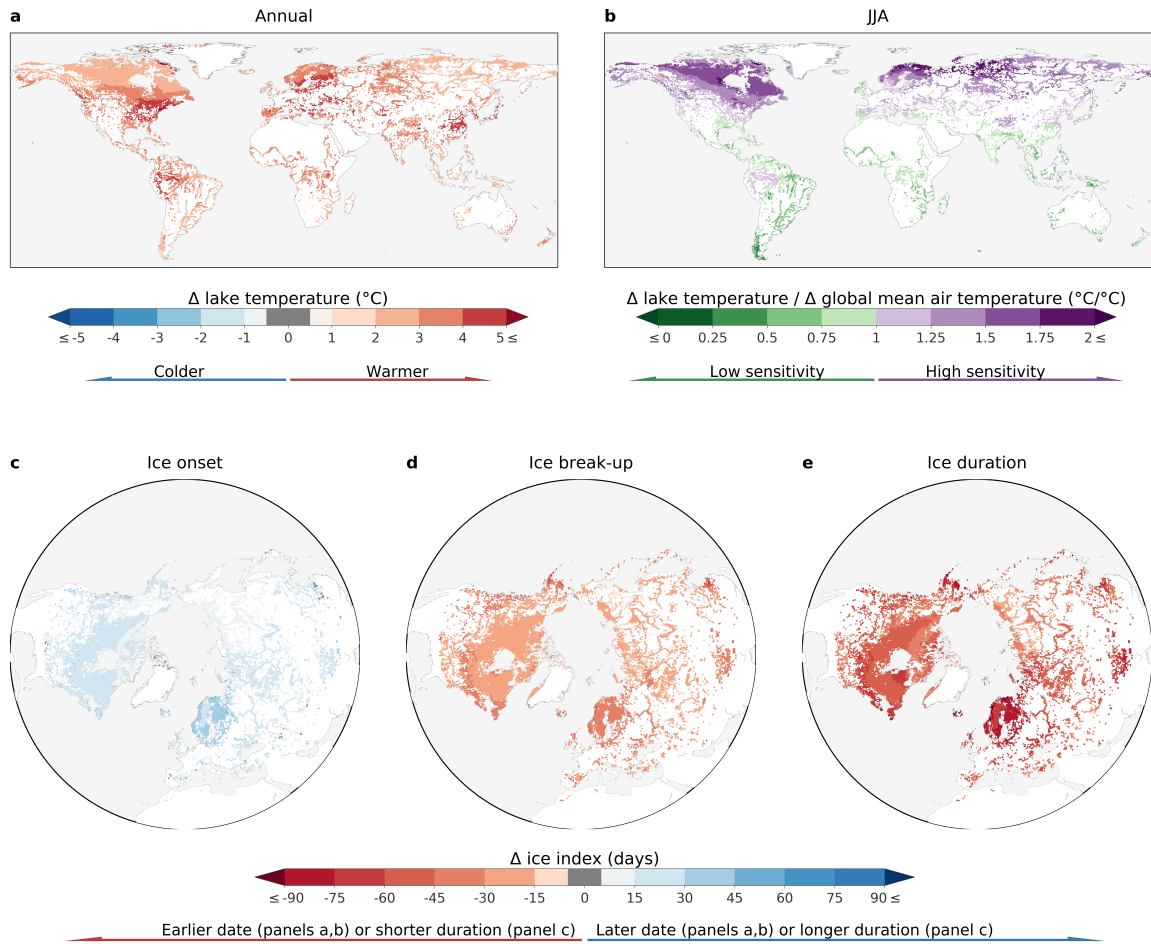 a Annual
b JJA
Δ lake temperature (°C)
≤ -5 -4 -3 -2 -1 0 1 2 3 4 5 ≤
Colder Warmer
Δ lake temperature / Δ global mean air temperature (°C/°C)
≤ 0 0.25 0.5 0.75 1 1.25 1.5 1.75 2 ≤
Low sensitivity High sensitivity
c Ice onset
d Ice break-up
e Ice duration
Δ ice index (days)
≤ -90 -75 -60 -45 -30 -15 0 15 30 45 60 75 90 ≤
Earlier date (panels a,b) or shorter duration (panel c) Later date (panels a,b) or longer duration (panel c)